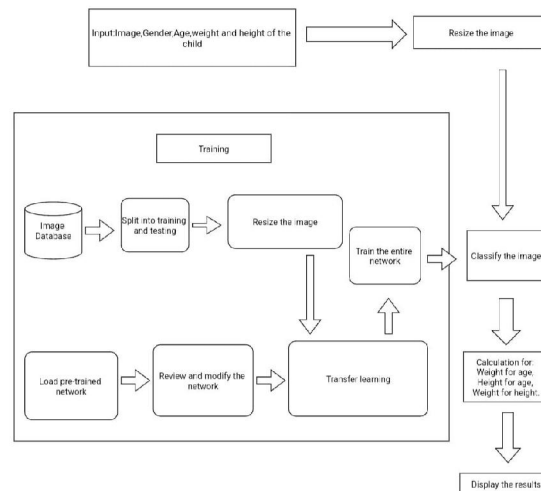 Input:Image,Gender,Age,weight and height of the
child
Resize the image
Training
Image
Database
Split into training
and testing
Resize the image
Train the entire
network
Classify the image
Load pre-trained
network
Review and modify the
network
Transfer learning
Calculation for:
Weight for age,
Height for age,
Weight for height.
Display the results